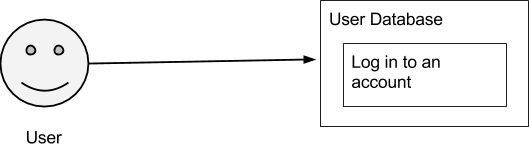 User Database
Log in to an
account
User